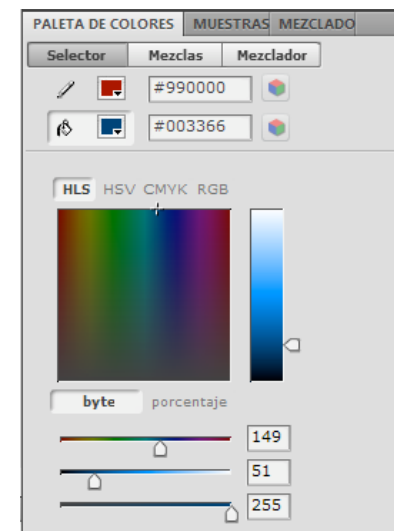 PALETA DE COLORES MUESTRAS MEZCLADO
Selector Mezclas Mezclador
#990000
#003366
HLS HSV CMYK RGB
byte porcentaje
149
51
255